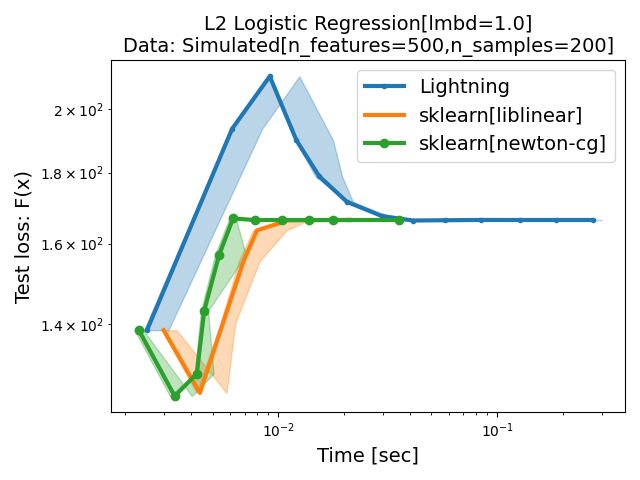 L2 Logistic Regression[lmbd=1.0]
Data: Simulated[n_features=500,n_samples=200]
Test loss: F(x)
2 × 10²
1.8 × 10²
1.6 × 10²
1.4 × 10²
Lightning
sklearn[liblinear]
sklearn[newton-cg]
10⁻²
10⁻¹
Time [sec]